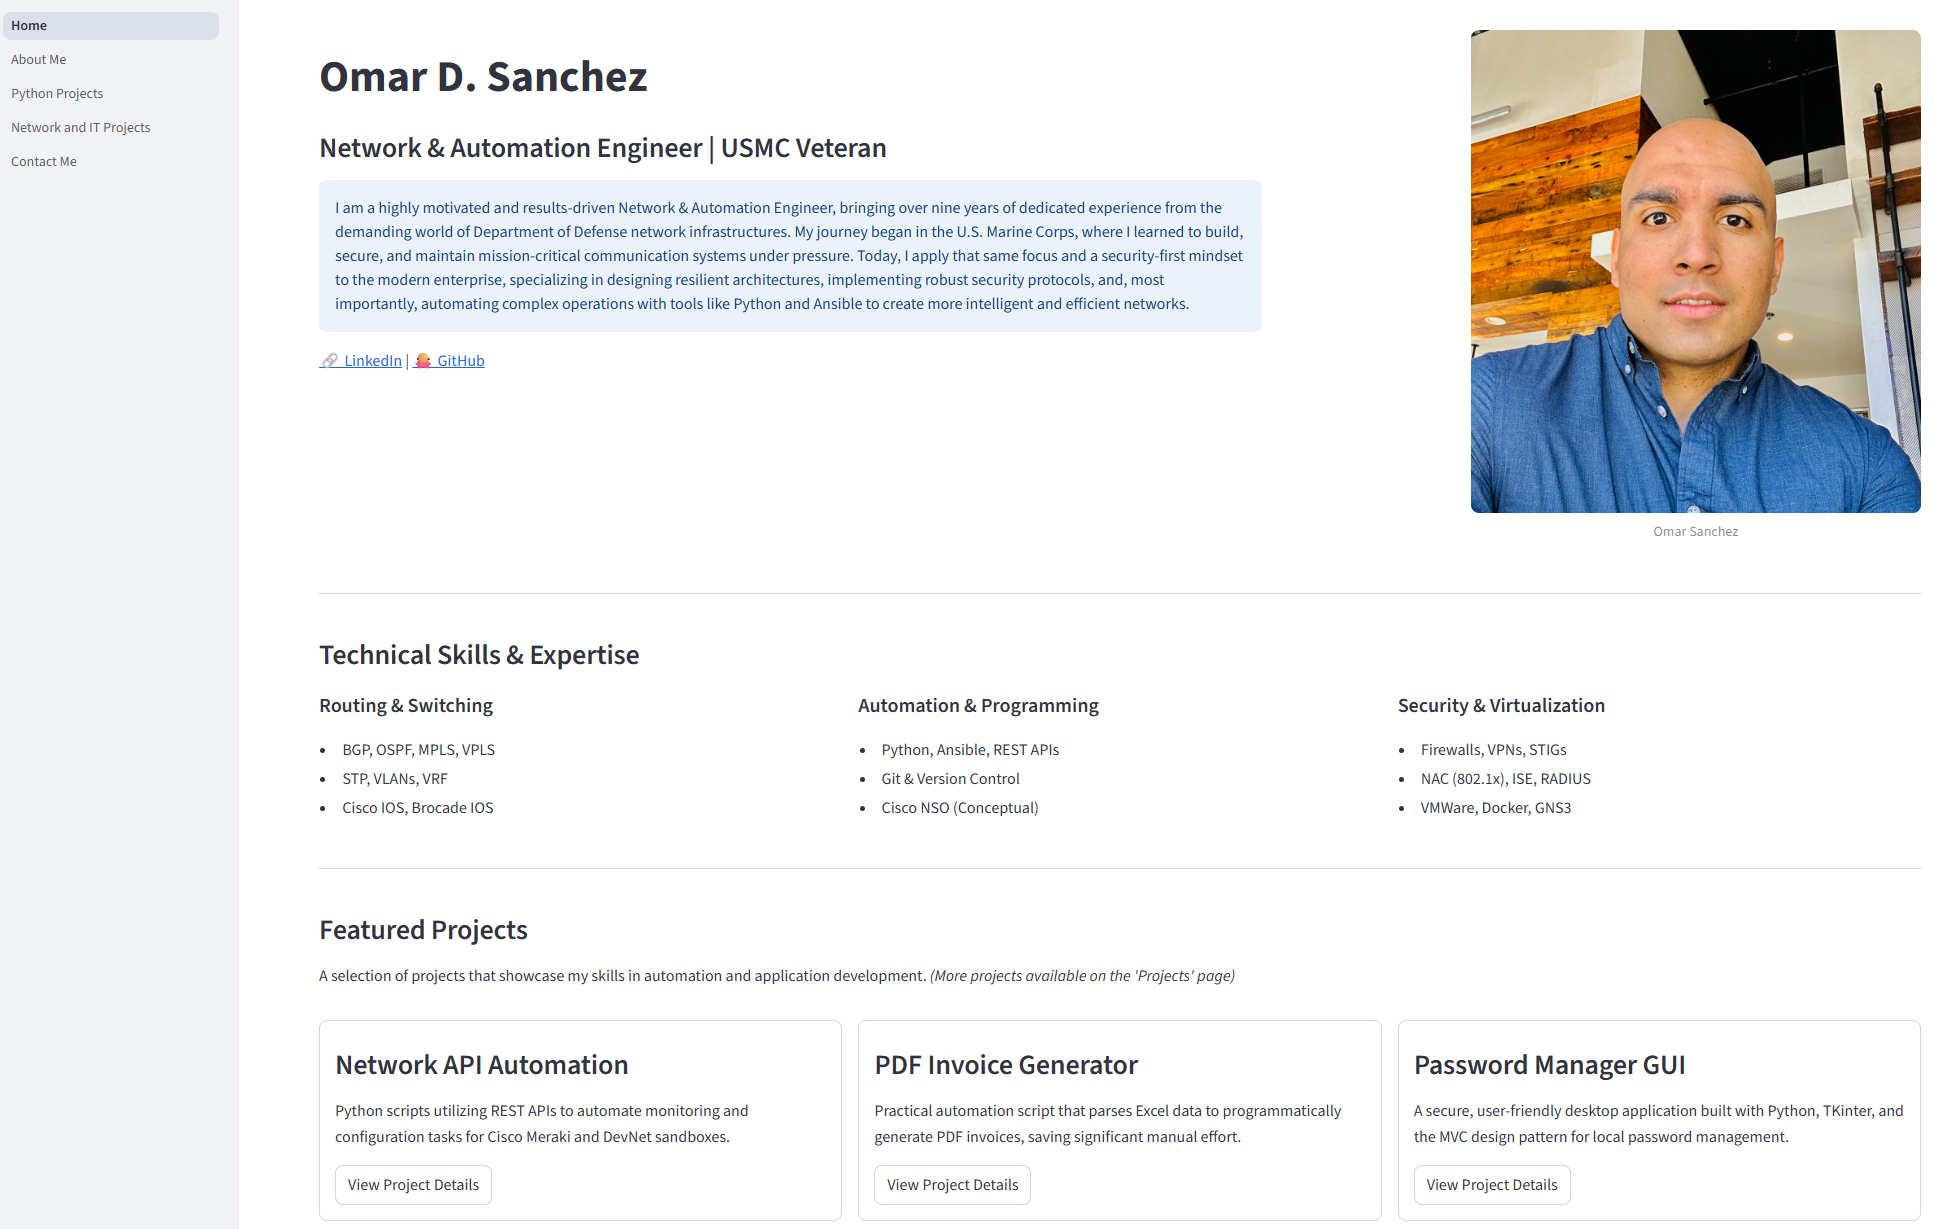 Home
About Me
Python Projects
Network and IT Projects
Contact Me
Omar D. Sanchez
Network & Automation Engineer | USMC Veteran
I am a highly motivated and results-driven Network & Automation Engineer, bringing over nine years of dedicated experience from the
demanding world of Department of Defense network infrastructures. My journey began in the U.S. Marine Corps, where I learned to build,
secure, and maintain mission-critical communication systems under pressure. Today, I apply that same focus and a security-first mindset
to the modern enterprise, specializing in designing resilient architectures, implementing robust security protocols, and, most
importantly, automating complex operations with tools like Python and Ansible to create more intelligent and efficient networks.
LinkedIn | GitHub
Omar Sanchez
Technical Skills & Expertise
Routing & Switching
• BGP, OSPF, MPLS, VPLS
• STP, VLANs, VRF
• Cisco IOS, Brocade IOS
Automation & Programming
• Python, Ansible, REST APIs
• Git & Version Control
• Cisco NSO (Conceptual)
Security & Virtualization
• Firewalls, VPNs, STIGs
• NAC (802.1x), ISE, RADIUS
• VMWare, Docker, GNS3
Featured Projects
A selection of projects that showcase my skills in automation and application development. (More projects available on the 'Projects' page)
Network API Automation
Python scripts utilizing REST APIs to automate monitoring and
configuration tasks for Cisco Meraki and DevNet sandboxes.
View Project Details
PDF Invoice Generator
Practical automation script that parses Excel data to programmatically
generate PDF invoices, saving significant manual effort.
View Project Details
Password Manager GUI
A secure, user-friendly desktop application built with Python, TKinter, and
the MVC design pattern for local password management.
View Project Details